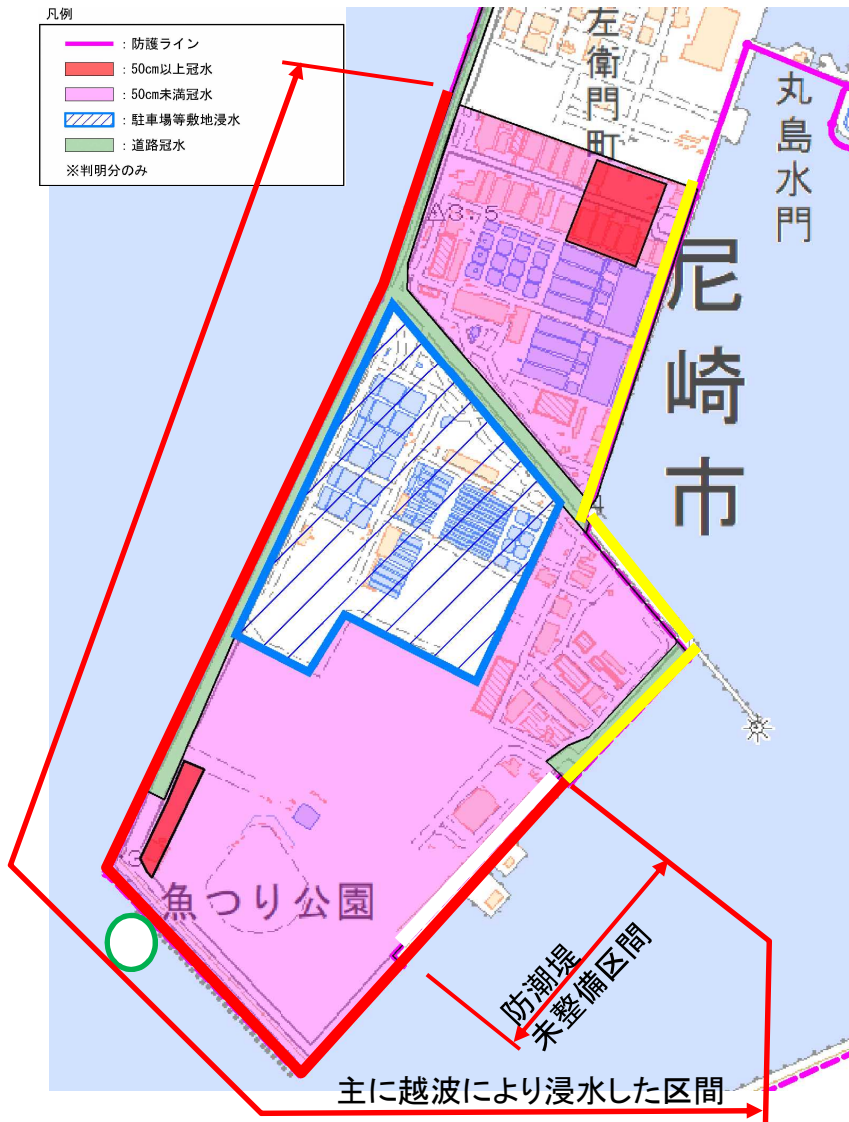 凡例
：防護ライン
：50cm以上冠水
：50cm未満冠水
：駐車場等敷地浸水
：道路冠水
※判明分のみ
左衛門町
丸島水門
3.5
尼崎市
4
3
魚つり公園
防潮堤
未整備区間
主に越波により浸水した区間